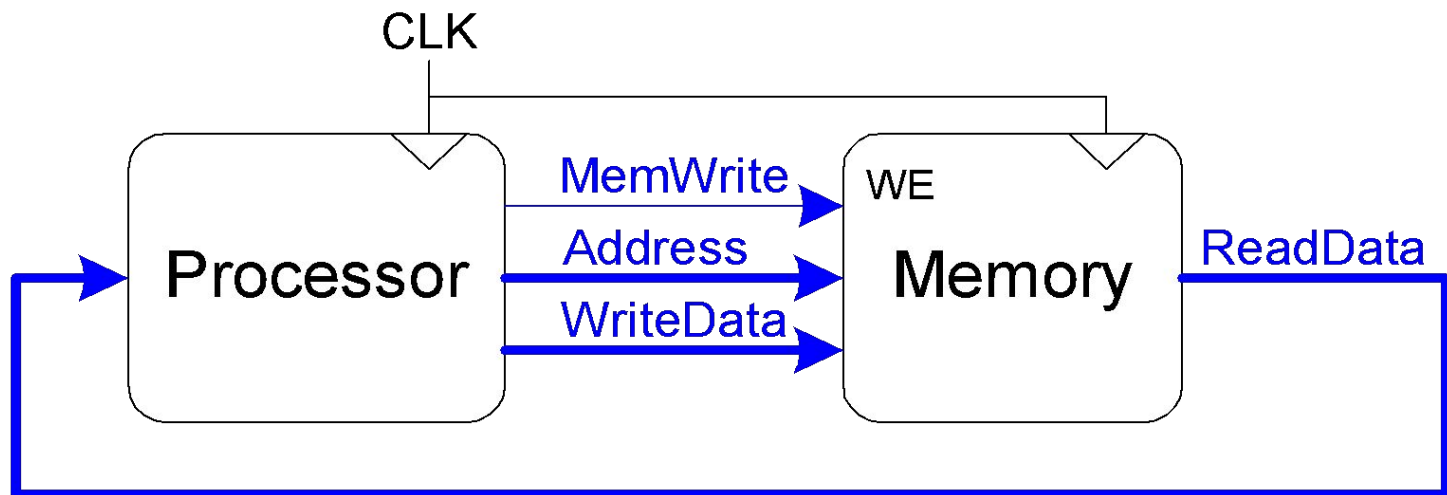 CLK
MemWrite
WE
Address
Processor
Memory
ReadData
WriteData